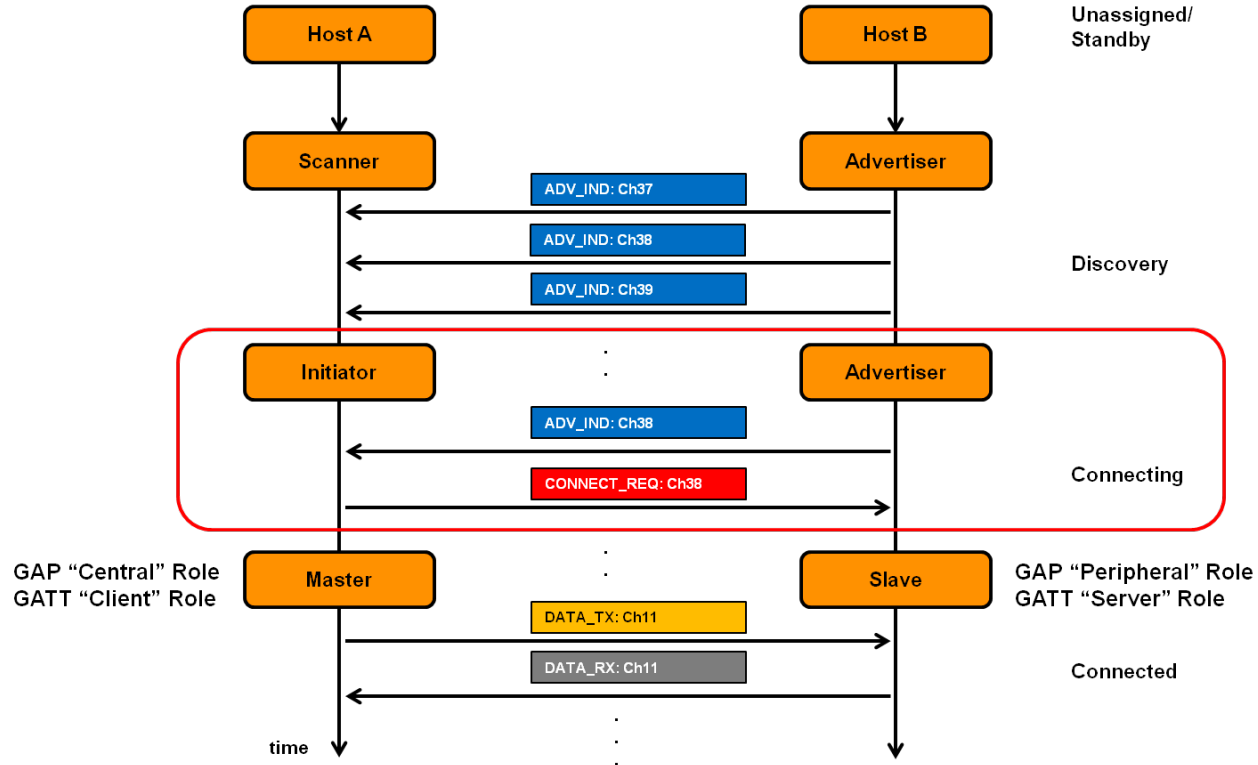 Host A
Host B
Unassigned/
Standby
Scanner
Advertiser
ADV_IND: Ch37
ADV_IND: Ch38
ADV_IND: Ch39
Discovery
Initiator
Advertiser
ADV_IND: Ch38
CONNECT_REQ: Ch38
Connecting
GAP “Central” Role
GATT “Client” Role
Master
Slave
GAP “Peripheral” Role
GATT “Server” Role
DATA_TX: Ch11
DATA_RX: Ch11
Connected
time